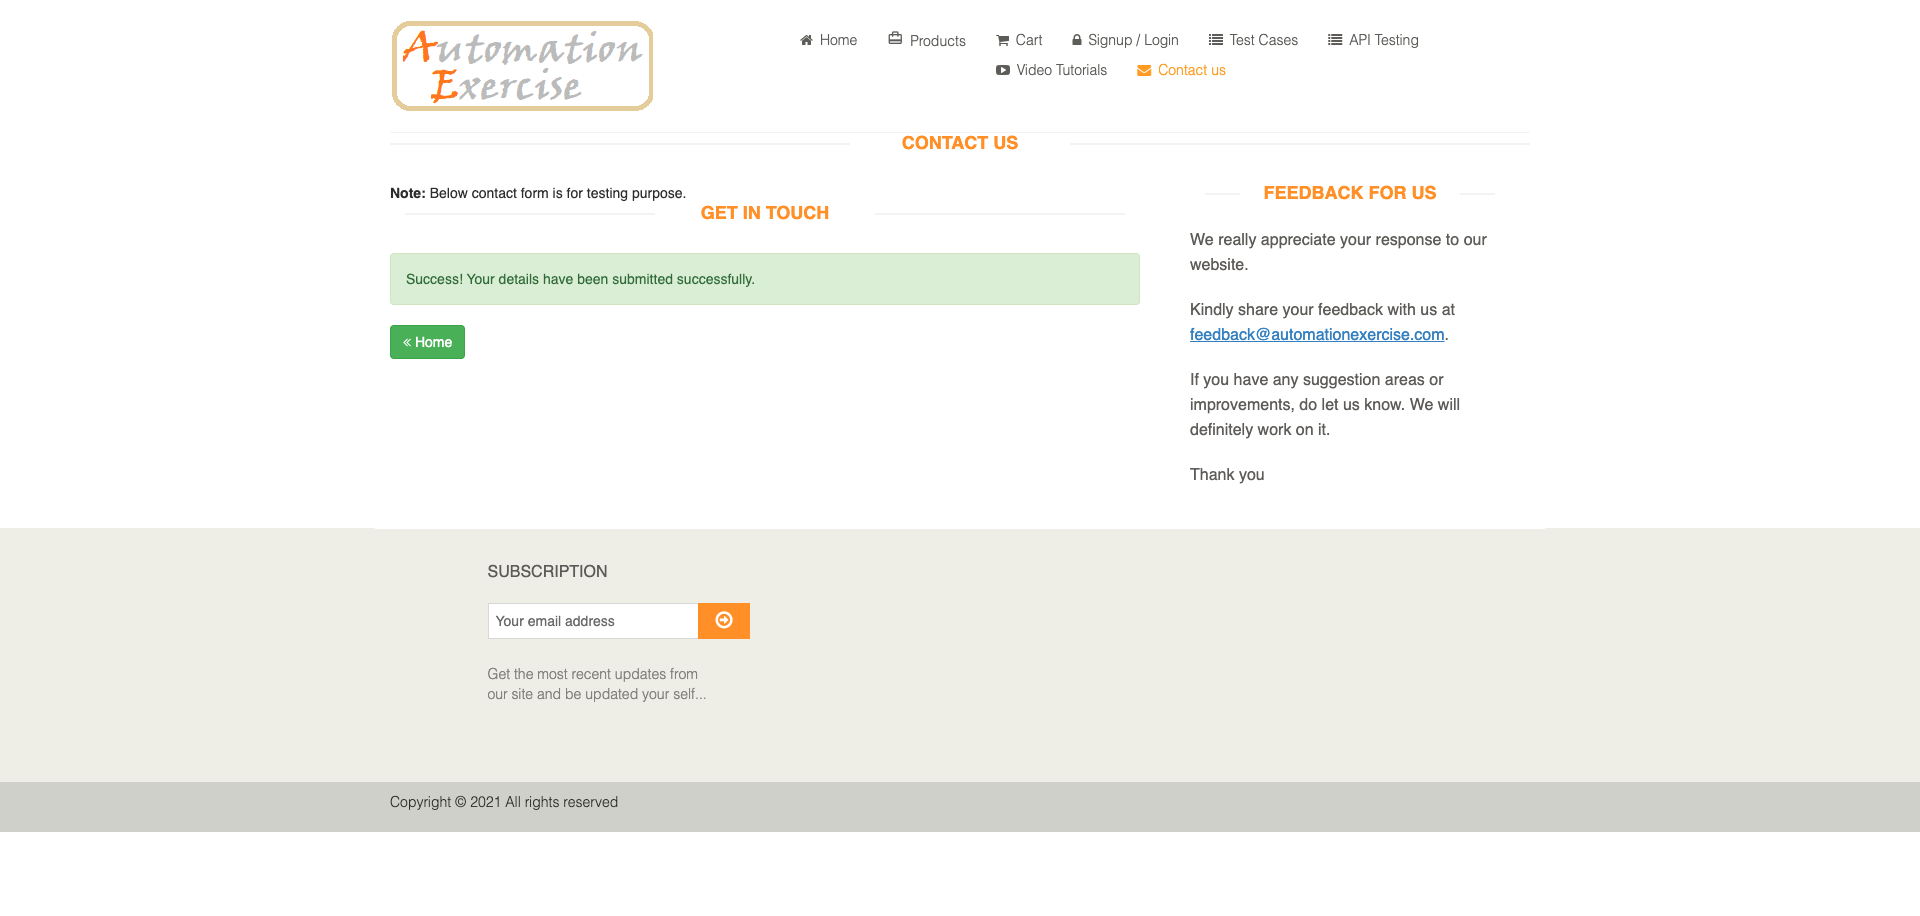 Automation
Exercise
Home
Products
Cart
Signup / Login
Test Cases
API Testing
Video Tutorials
Contact us
CONTACT US
Note: Below contact form is for testing purpose.
GET IN TOUCH
Success! Your details have been submitted successfully.
« Home
FEEDBACK FOR US
We really appreciate your response to our
website.
Kindly share your feedback with us at
feedback@automationexercise.com.
If you have any suggestion areas or
improvements, do let us know. We will
definitely work on it.
Thank you
SUBSCRIPTION
Your email address
Get the most recent updates from
our site and be updated your self...
Copyright © 2021 All rights reserved